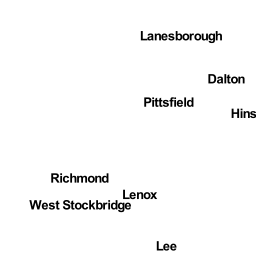 Lanesborough
Dalton
Pittsfield
Hins
Richmond
Lenox
West Stockbridge
Lee